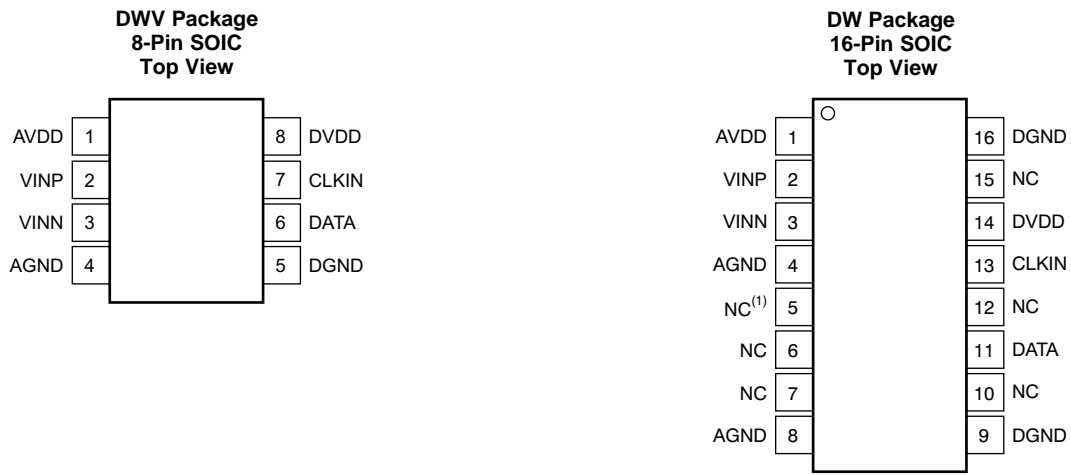 DWV Package
8-Pin SOIC
Top View
AVDD 1 8 DVDD
VINP 2 7 CLKIN
VINN 3 6 DATA
AGND 4 5 DGND
DW Package
16-Pin SOIC
Top View
AVDD 1 16 DGND
VINP 2 15 NC
VINN 3 14 DVDD
AGND 4 13 CLKIN
NC(1) 5 12 NC
NC 6 11 DATA
NC 7 10 NC
AGND 8 9 DGND